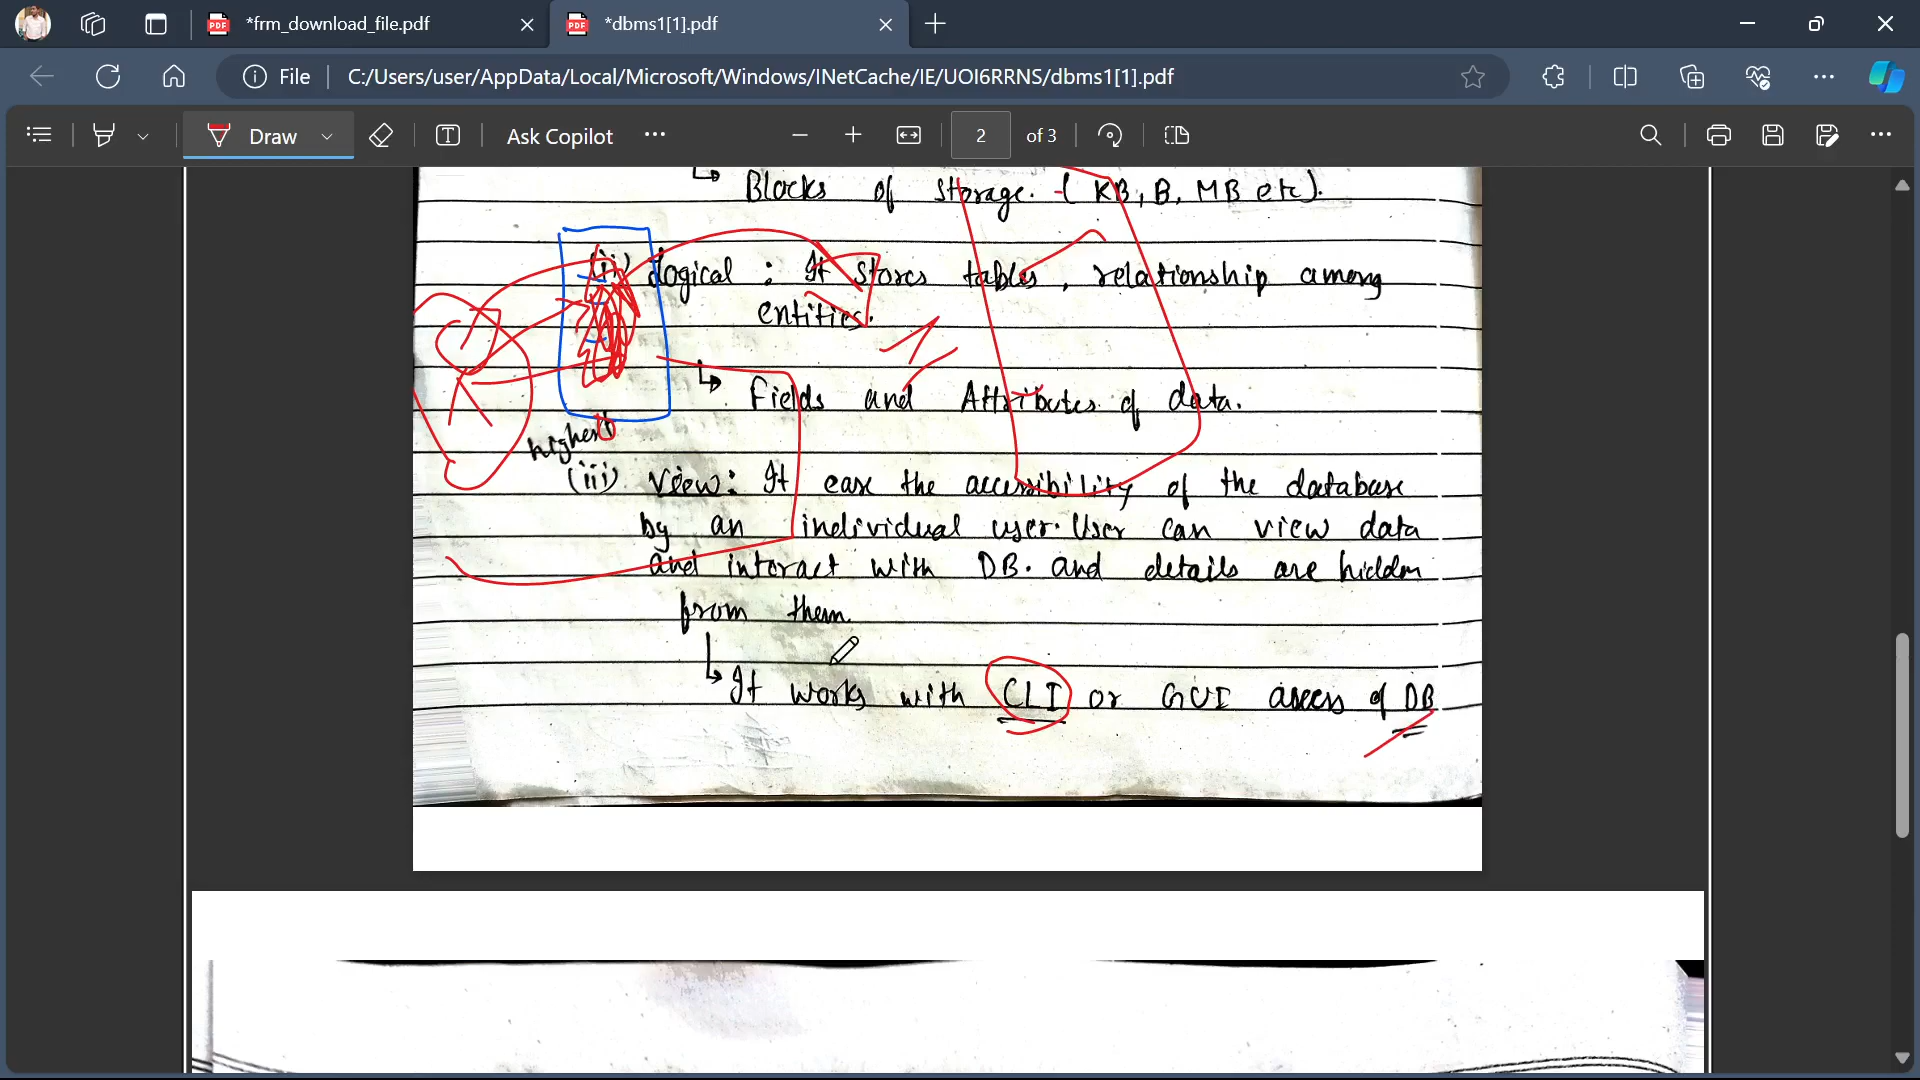 *frm_download_file.pdf
*dbms1[1].pdf
File
C:/Users/user/AppData/Local/Microsoft/Windows/INetCache/IE/UOI6RRNS/dbms1[1].pdf
Draw
Ask Copilot
2 of 3
Blocks of storage. ( KB, B, MB etc).
(ii) Logical : It stores tables, relationship among
entities.
Fields and Attributes of data.
highest
(iii) View: It ease the accessibility of the database
by an individual user. User can view data
and interact with DB. and details are hidden
from them.
It works with CLI or GUI access of DB